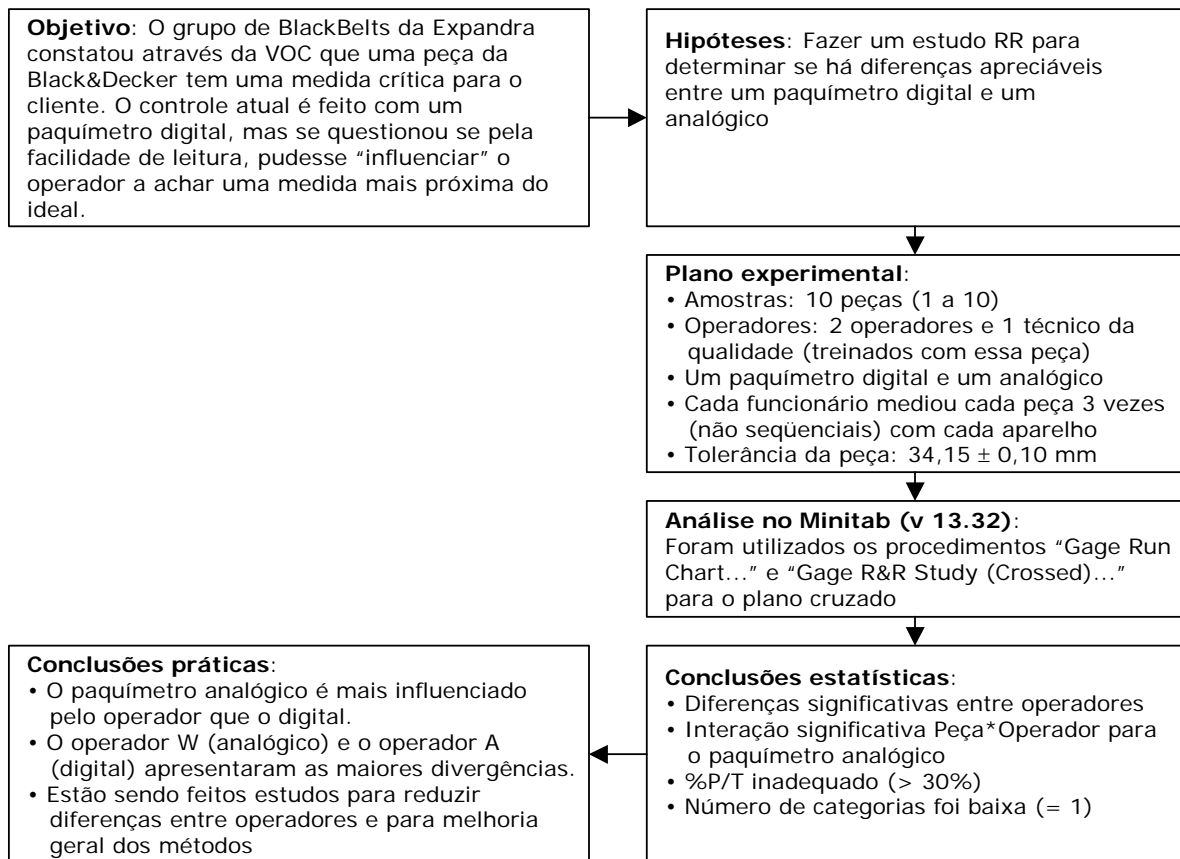 Objetivo: O grupo de BlackBelts da Expandra
constatou através da VOC que uma peça da
Black&Decker tem uma medida crítica para o
cliente. O controle atual é feito com um
paquímetro digital, mas se questionou se pela
facilidade de leitura, pudesse “influenciar” o
operador a achar uma medida mais próxima do
ideal.
Hipóteses: Fazer um estudo RR para
determinar se há diferenças apreciáveis
entre um paquímetro digital e um
analógico
Plano experimental:
• Amostras: 10 peças (1 a 10)
• Operadores: 2 operadores e 1 técnico da
qualidade (treinados com essa peça)
• Um paquímetro digital e um analógico
• Cada funcionário mediou cada peça 3 vezes
(não seqüenciais) com cada aparelho
• Tolerância da peça: 34,15 ± 0,10 mm
Análise no Minitab (v 13.32):
Foram utilizados os procedimentos “Gage Run
Chart...” e “Gage R&R Study (Crossed)...”
para o plano cruzado
Conclusões estatísticas:
• Diferenças significativas entre operadores
• Interação significativa Peça*Operador para
o paquímetro analógico
• %P/T inadequado (> 30%)
• Número de categorias foi baixa (= 1)
Conclusões práticas:
• O paquímetro analógico é mais influenciado
pelo operador que o digital.
• O operador W (analógico) e o operador A
(digital) apresentaram as maiores divergências.
• Estão sendo feitos estudos para reduzir
diferenças entre operadores e para melhoria
geral dos métodos